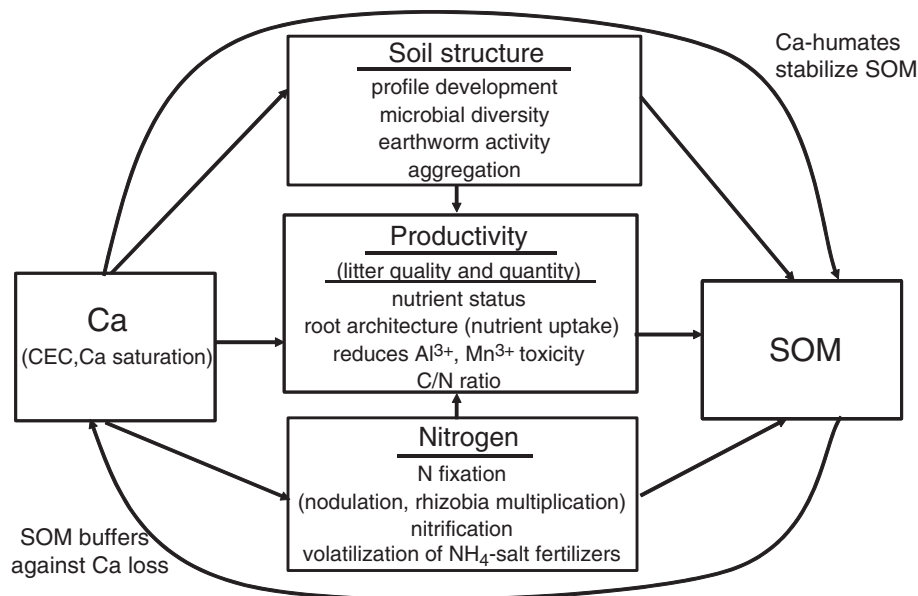 Ca-humates
stabilize SOM
Soil structure
profile development
microbial diversity
earthworm activity
aggregation
Productivity
(litter quality and quantity)
nutrient status
root architecture (nutrient uptake)
reduces Al³⁺, Mn³⁺ toxicity
C/N ratio
Ca
(CEC,Ca saturation)
SOM
Nitrogen
N fixation
(nodulation, rhizobia multiplication)
nitrification
volatilization of NH₄-salt fertilizers
SOM buffers
against Ca loss